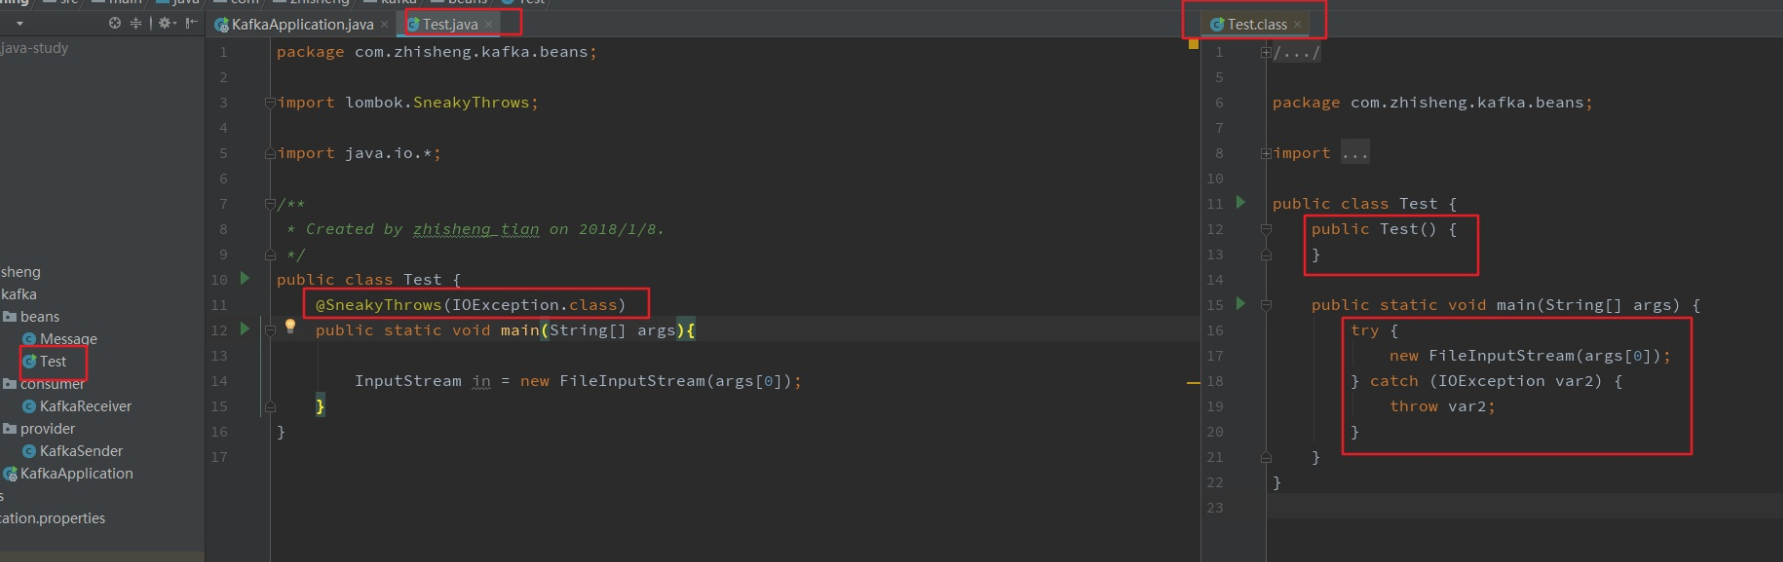 java-study
sheng
kafka
beans
Message
Test
consumer
KafkaReceiver
provider
KafkaSender
KafkaApplication
s
cation.properties
KafkaApplication.java ×
Test.java ×
1 package com.zhisheng.kafka.beans;
2
3 import lombok.SneakyThrows;
4
5 import java.io.*;
6
7 /**
8 * Created by zhisheng_tian on 2018/1/8.
9 */
10 public class Test {
11 @SneakyThrows(IOException.class)
12 public static void main(String[] args){
13
14 InputStream in = new FileInputStream(args[0]);
15 }
16 }
17
Test.class ×
1 /.../
5
6 package com.zhisheng.kafka.beans;
7
8 import ...
10
11 public class Test {
12 public Test() {
13 }
14
15 public static void main(String[] args) {
16 try {
17 new FileInputStream(args[0]);
18 } catch (IOException var2) {
19 throw var2;
20 }
21 }
22 }
23